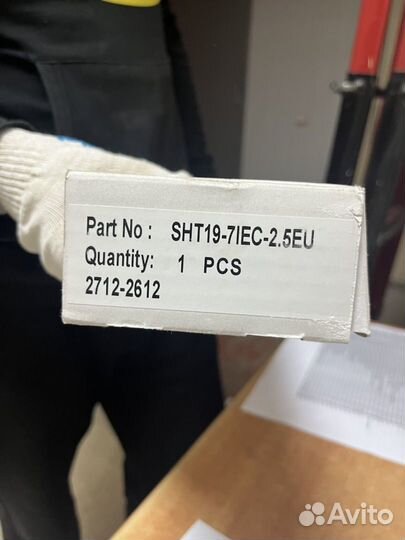 Part No : SHT19-7IEC-2.5EU
Quantity: 1 PCS
2712-2612
Avito